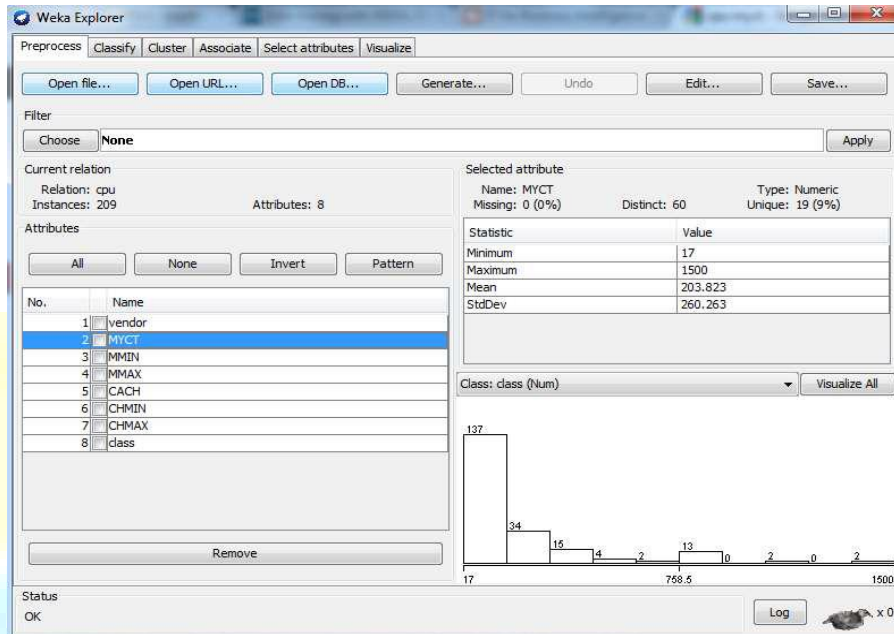 Weka Explorer
Preprocess Classify Cluster Associate Select attributes Visualize
Open file... Open URL... Open DB... Generate... Undo Edit... Save...
Filter
Choose None Apply
Current relation
Relation: cpu
Instances: 209 Attributes: 8
Attributes
All None Invert Pattern
No. Name
1 vendor
2 MYCT
3 MMIN
4 MMAX
5 CACH
6 CHMIN
7 CHMAX
8 class
Remove
Selected attribute
Name: MYCT Type: Numeric
Missing: 0 (0%) Distinct: 60 Unique: 19 (9%)
Statistic Value
Minimum 17
Maximum 1500
Mean 203.823
StdDev 260.263
Class: class (Num) Visualize All
137
34
15
4
2
13
0
2
0
2
17 758.5 1500
Status
OK
Log x 0